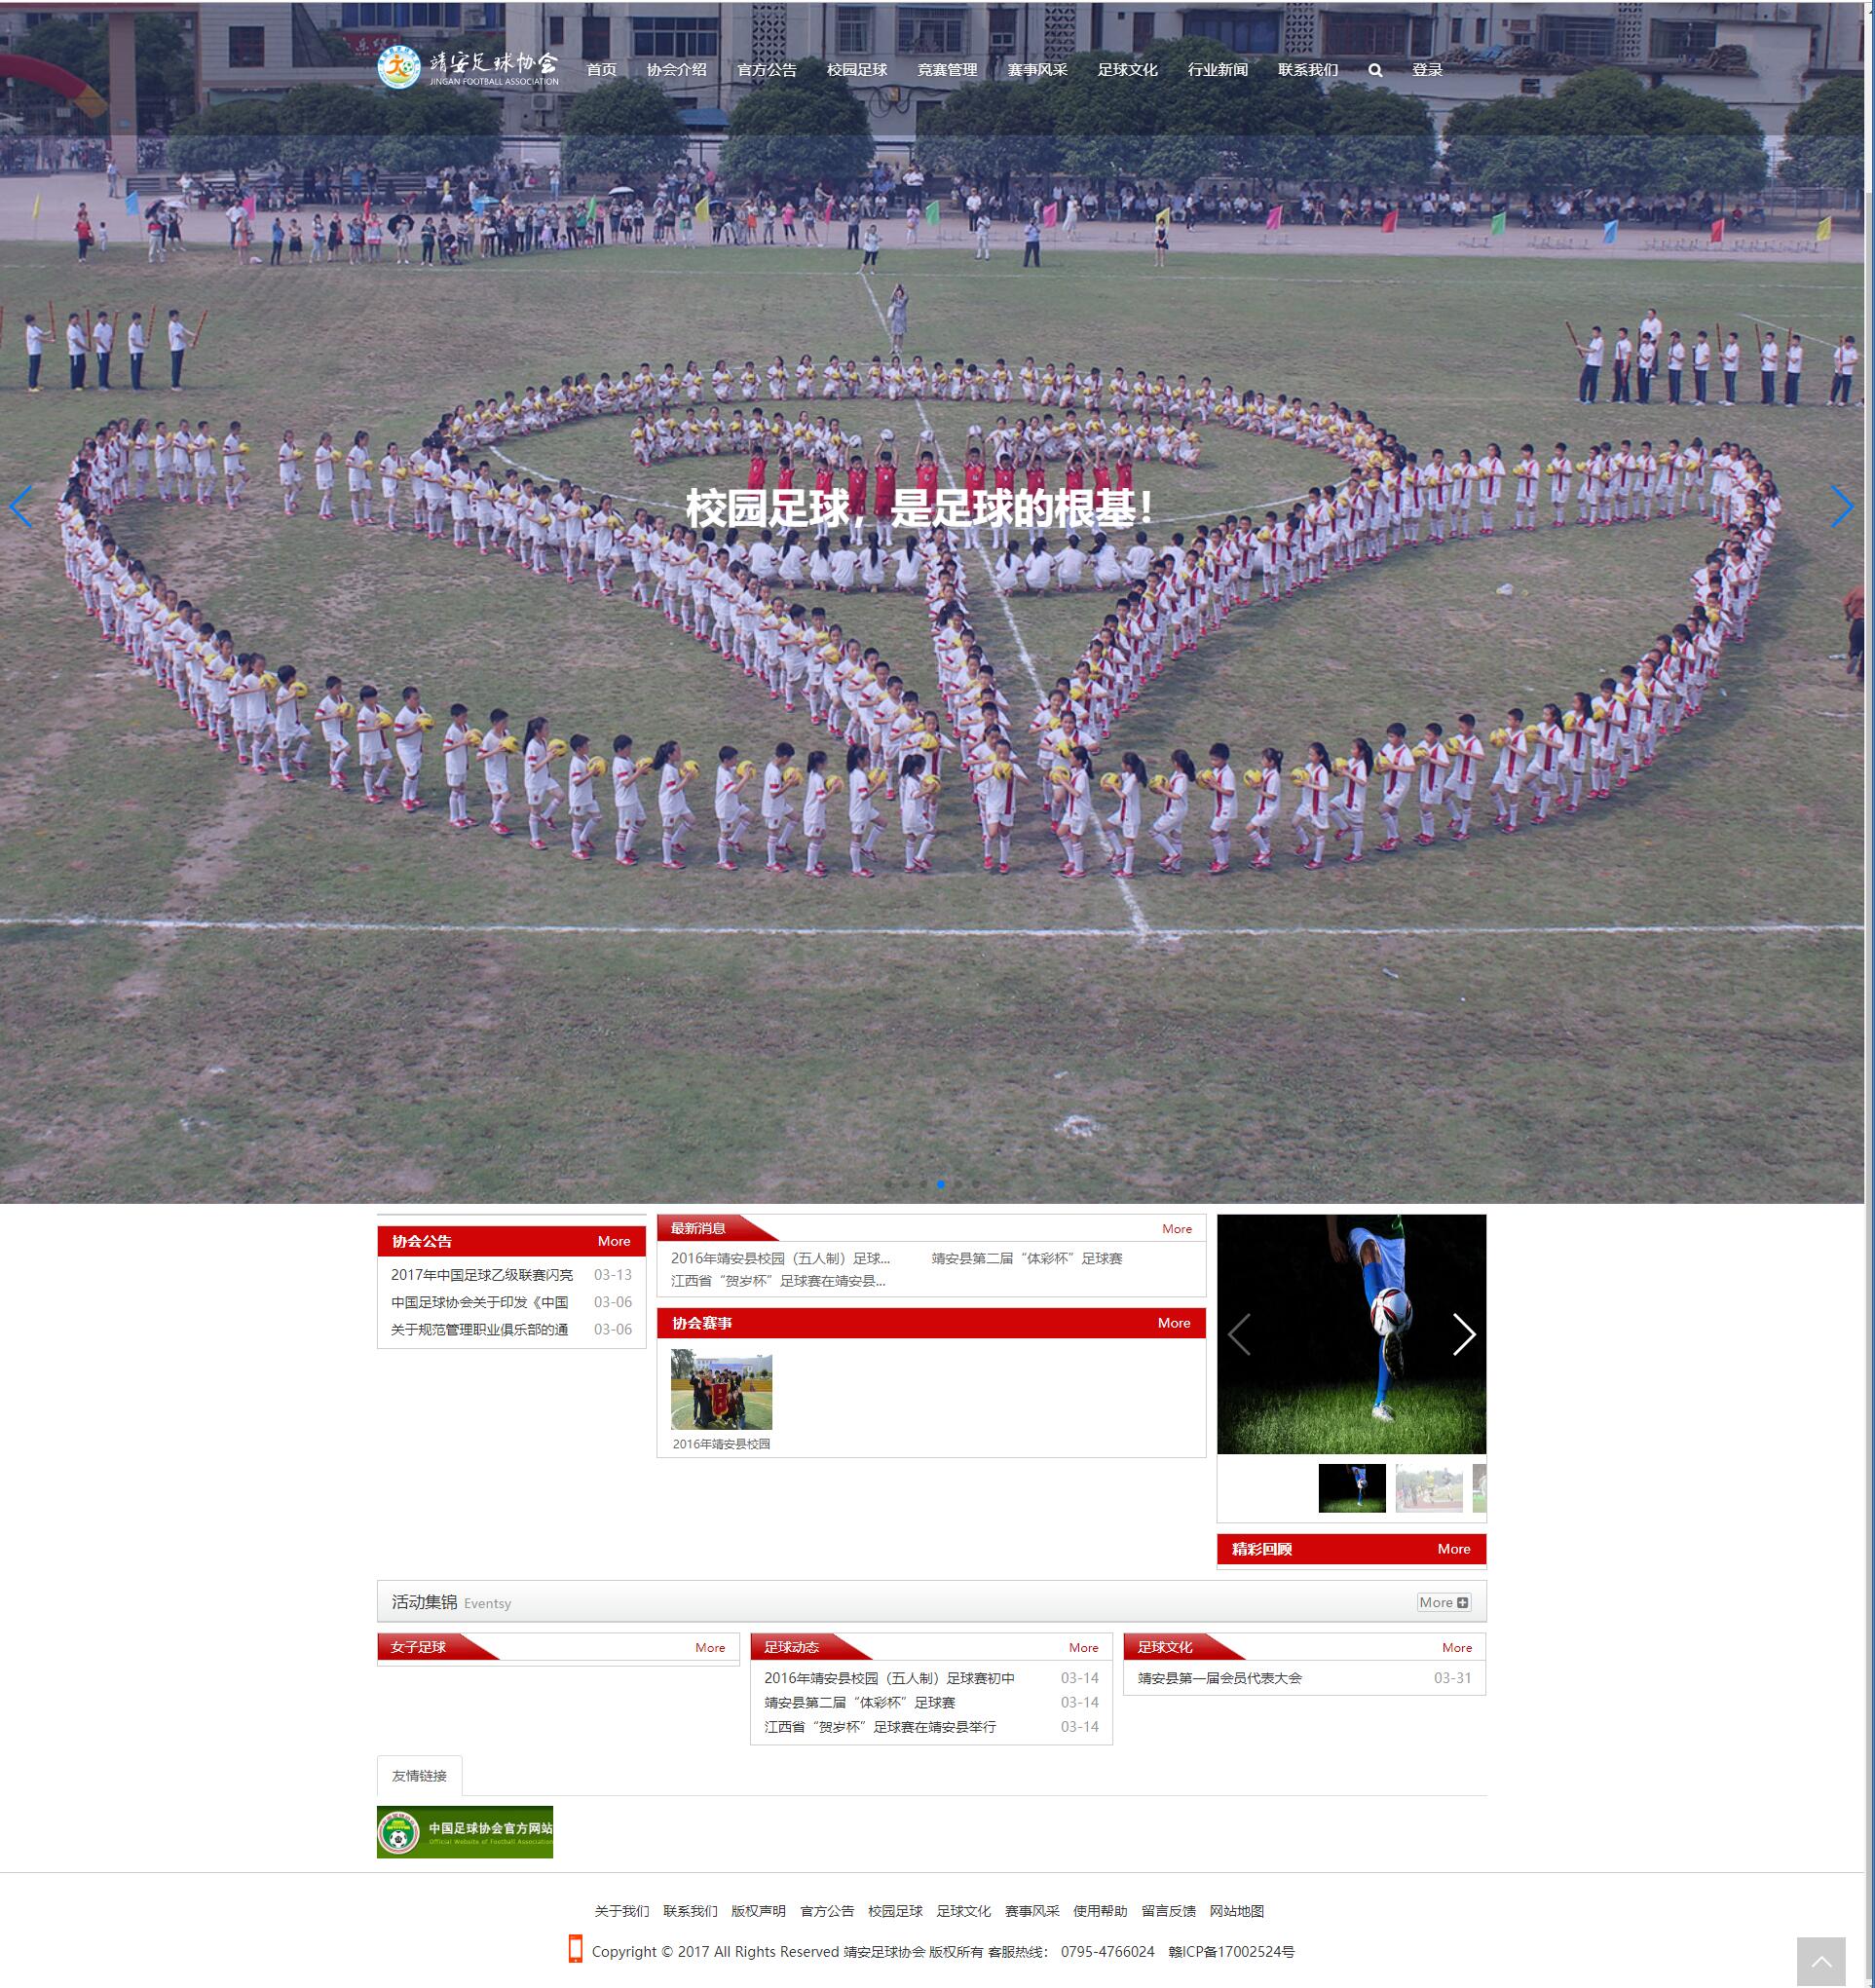 靖安足球协会
JINGAN FOOTBALL ASSOCIATION
首页 协会介绍 官方公告 校园足球 竞赛管理 赛事风采 足球文化 行业新闻 联系我们 登录
校园足球，是足球的根基！
协会公告 More
2017年中国足球乙级联赛闪亮 03-13
中国足球协会关于印发《中国 03-06
关于规范管理职业俱乐部的通 03-06
最新消息 More
2016年靖安县校园（五人制）足球... 靖安县第二届“体彩杯”足球赛
江西省“贺岁杯”足球赛在靖安县...
协会赛事 More
2016年靖安县校园
精彩回顾 More
活动集锦 Eventsy More
女子足球 More
足球动态 More
2016年靖安县校园（五人制）足球赛初中 03-14
靖安县第二届“体彩杯”足球赛 03-14
江西省“贺岁杯”足球赛在靖安县举行 03-14
足球文化 More
靖安县第一届会员代表大会 03-31
友情链接
中国足球协会官方网站
Official Website of Football Association
关于我们 联系我们 版权声明 官方公告 校园足球 足球文化 赛事风采 使用帮助 留言反馈 网站地图
Copyright © 2017 All Rights Reserved 靖安足球协会 版权所有 客服热线： 0795-4766024 赣ICP备17002524号